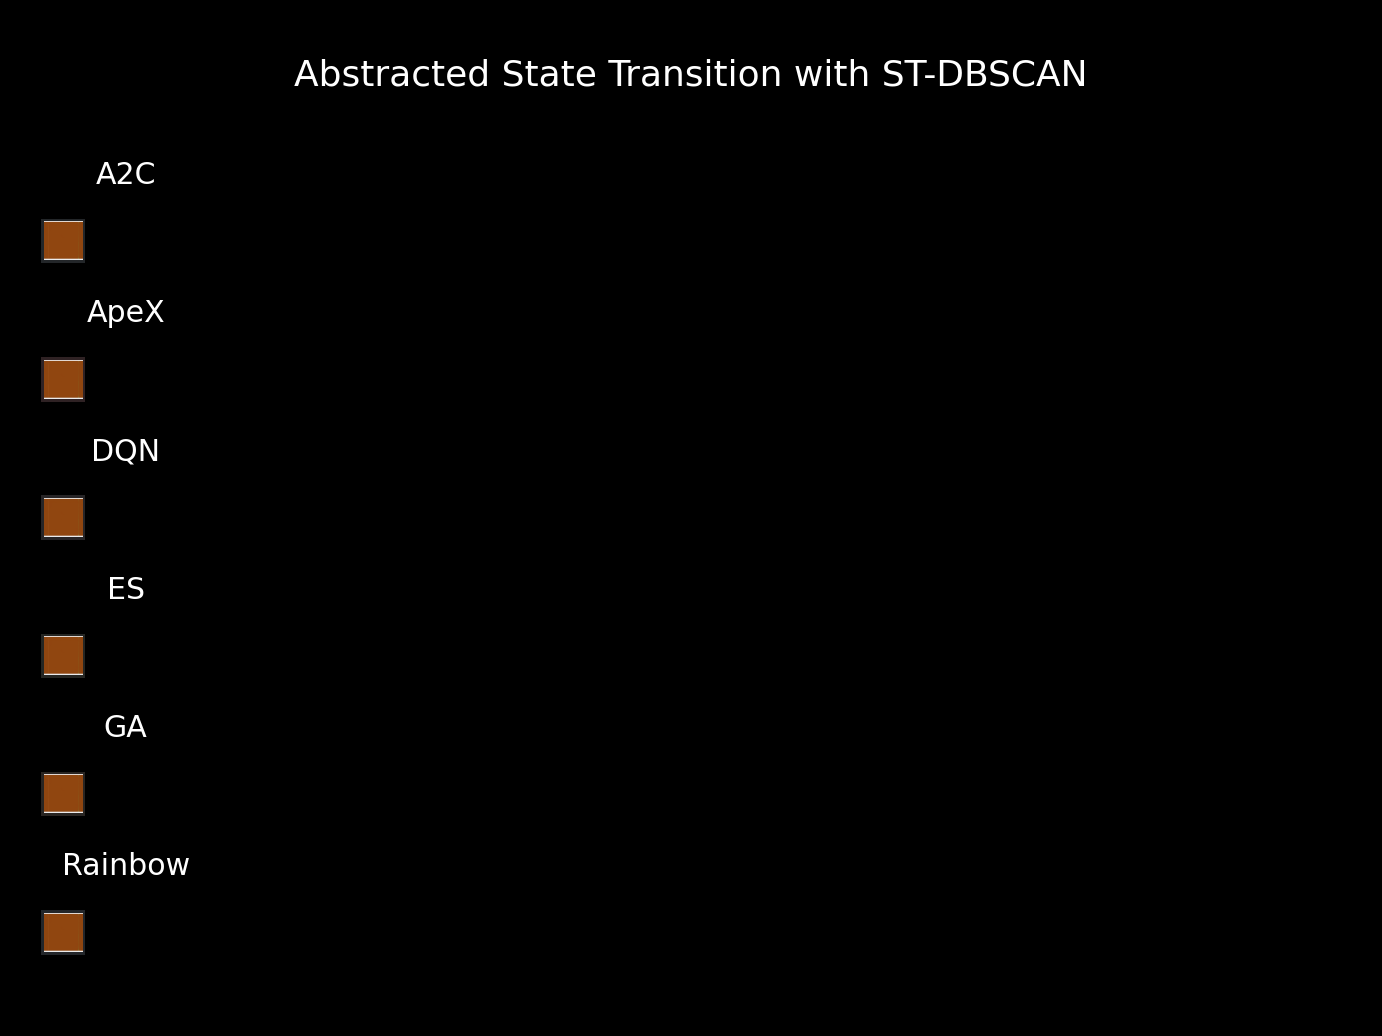 Abstracted State Transition with ST-DBSCAN
A2C
ApeX
DQN
ES
GA
Rainbow